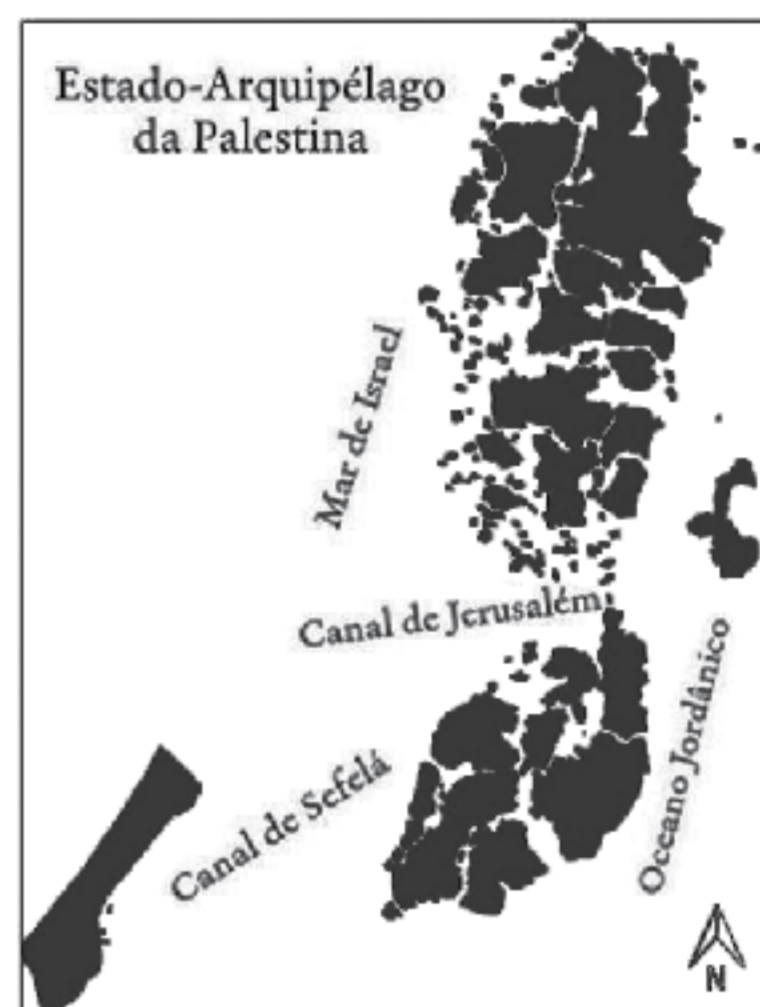 Estado-Arquipélago
da Palestina
Mar de Israel
Canal de Jerusalém
Canal de Sefelá
Oceano Jordânico
N